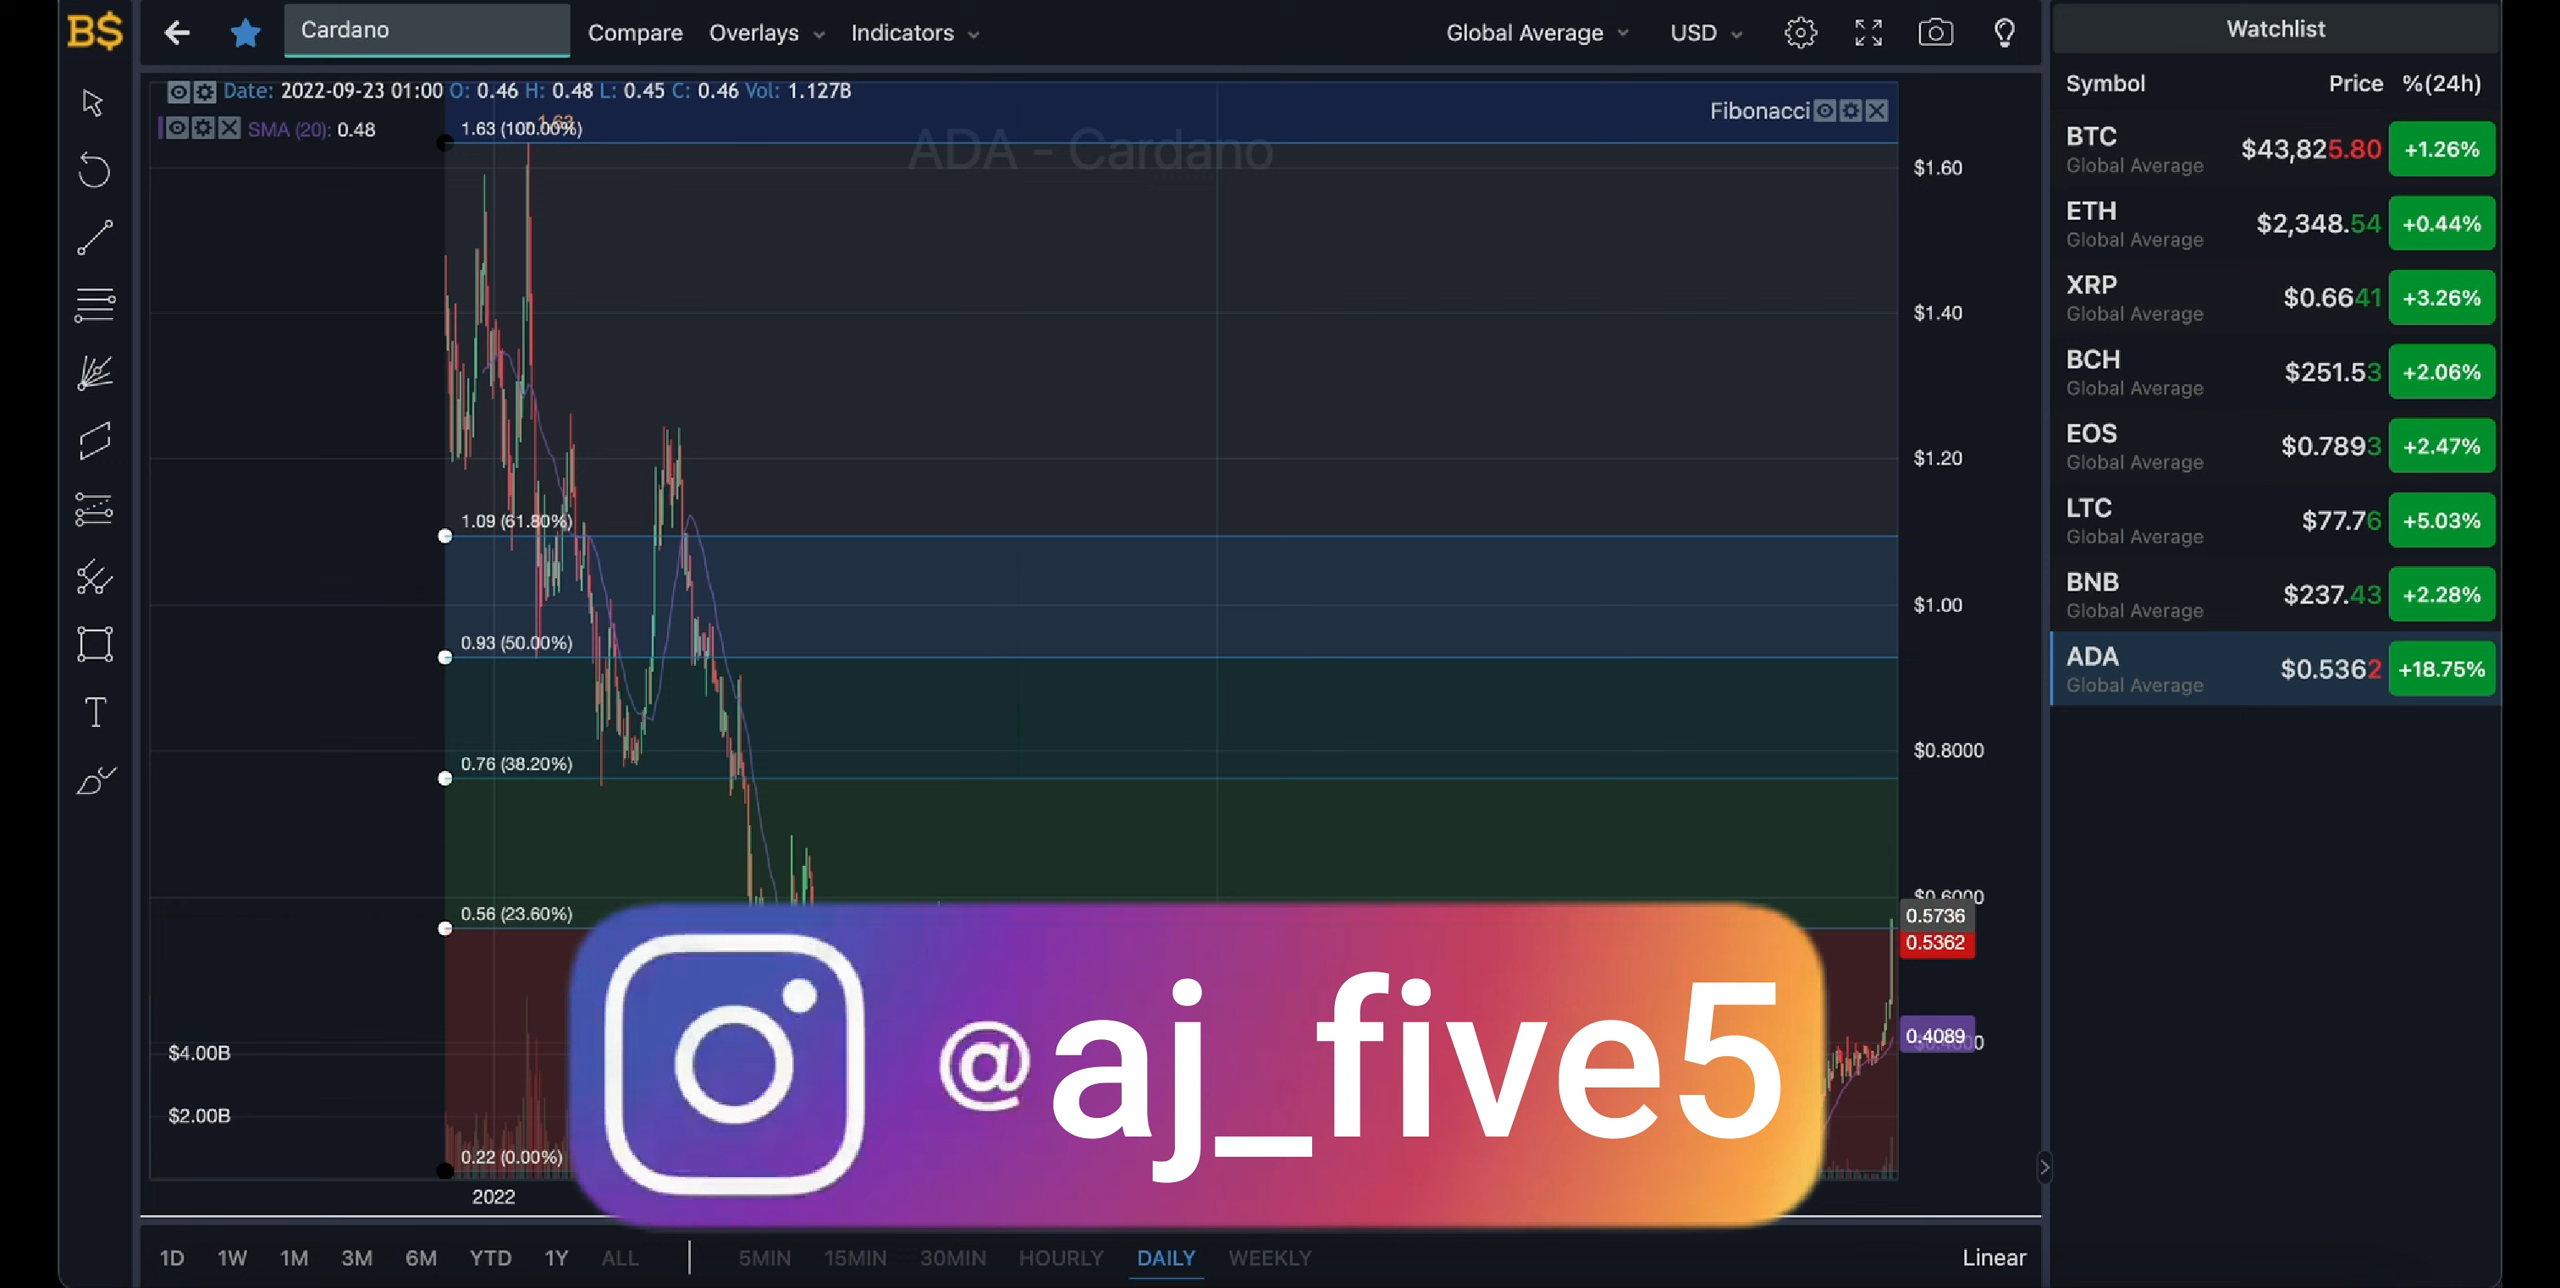 B$
Cardano
Compare Overlays Indicators
Global Average USD
Watchlist
Date: 2022-09-23 01:00 O: 0.46 H: 0.48 L: 0.45 C: 0.46 Vol: 1.127B
SMA (20): 0.48
Fibonacci
ADA - Cardano
1.63 (100.00%)
1.63
1.09 (61.80%)
0.93 (50.00%)
0.76 (38.20%)
0.56 (23.60%)
0.22 (0.00%)
$1.60
$1.40
$1.20
$1.00
$0.8000
$0.6000
0.5736
0.5362
0.4089
$4.00B
$2.00B
2022
@aj_five5
1D 1W 1M 3M 6M YTD 1Y ALL 5MIN 15MIN 30MIN HOURLY DAILY WEEKLY
Linear
Symbol Price %(24h)
BTC $43,825.80 +1.26%
Global Average
ETH $2,348.54 +0.44%
Global Average
XRP $0.6641 +3.26%
Global Average
BCH $251.53 +2.06%
Global Average
EOS $0.7893 +2.47%
Global Average
LTC $77.76 +5.03%
Global Average
BNB $237.43 +2.28%
Global Average
ADA $0.5362 +18.75%
Global Average